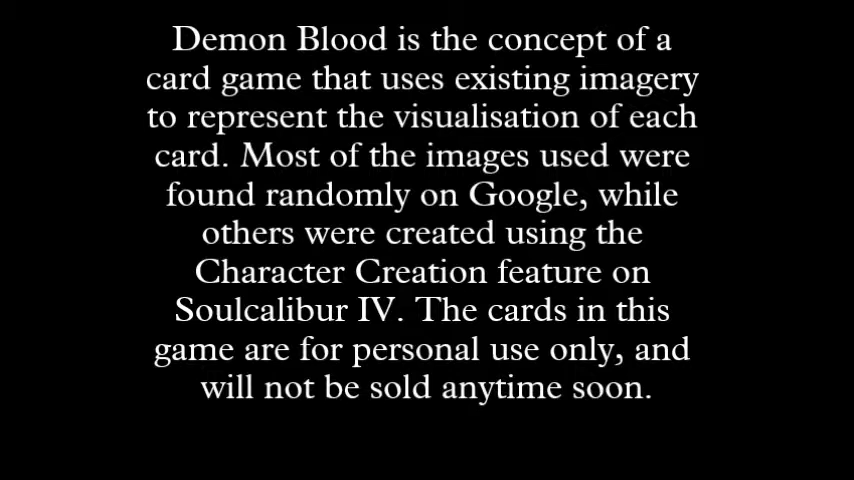 Demon Blood is the concept of a
card game that uses existing imagery
to represent the visualisation of each
card. Most of the images used were
found randomly on Google, while
others were created using the
Character Creation feature on
Soulcalibur IV. The cards in this
game are for personal use only, and
will not be sold anytime soon.